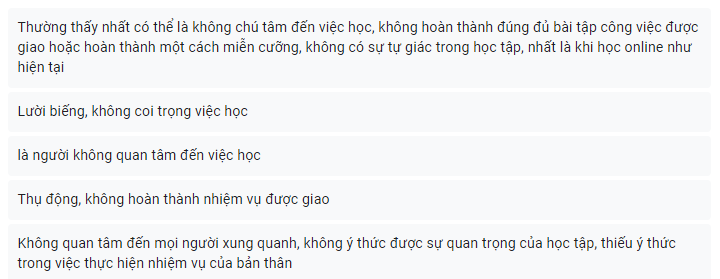 Thường thấy nhất có thể là không chú tâm đến việc học, không hoàn thành đúng đủ bài tập công việc được
giao hoặc hoàn thành một cách miễn cưỡng, không có sự tự giác trong học tập, nhất là khi học online như
hiện tại
Lười biếng, không coi trọng việc học
là người không quan tâm đến việc học
Thụ động, không hoàn thành nhiệm vụ được giao
Không quan tâm đến mọi người xung quanh, không ý thức được sự quan trọng của học tập, thiếu ý thức
trong việc thực hiện nhiệm vụ của bản thân